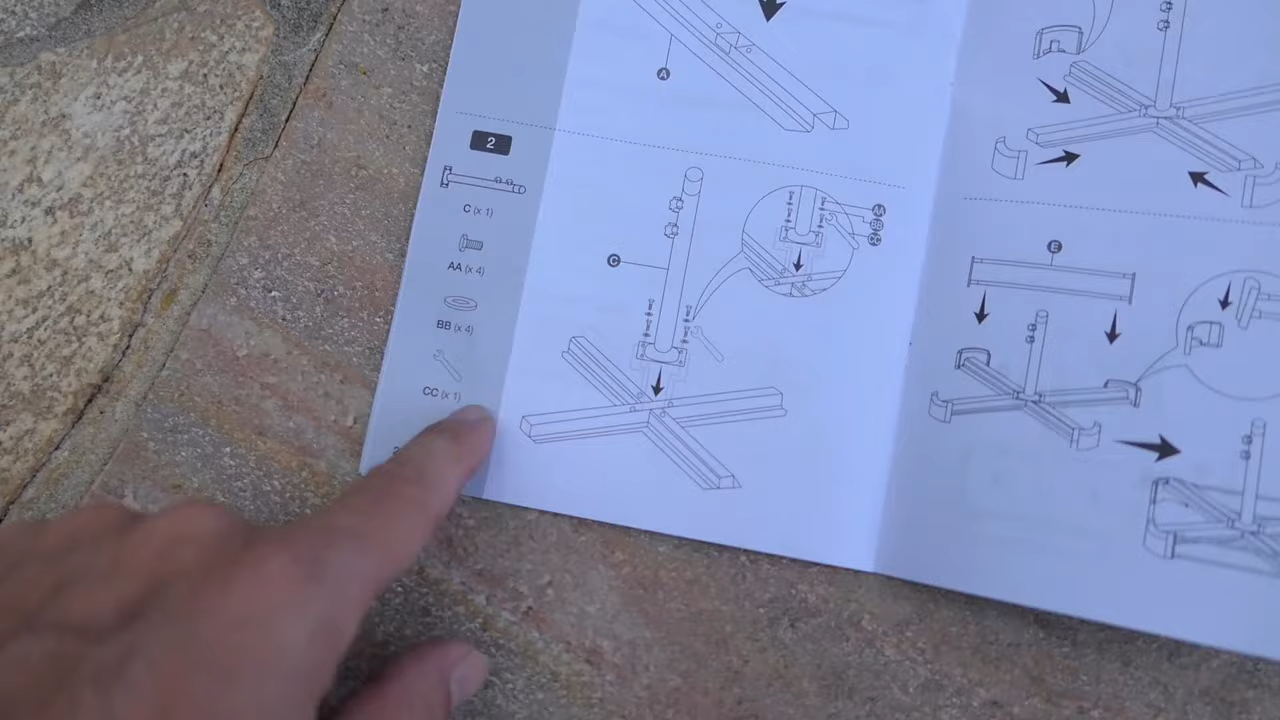 A
2
C (x 1)
AA (x 4)
BB (x 4)
CC (x 1)
C
AA
BB
CC
E